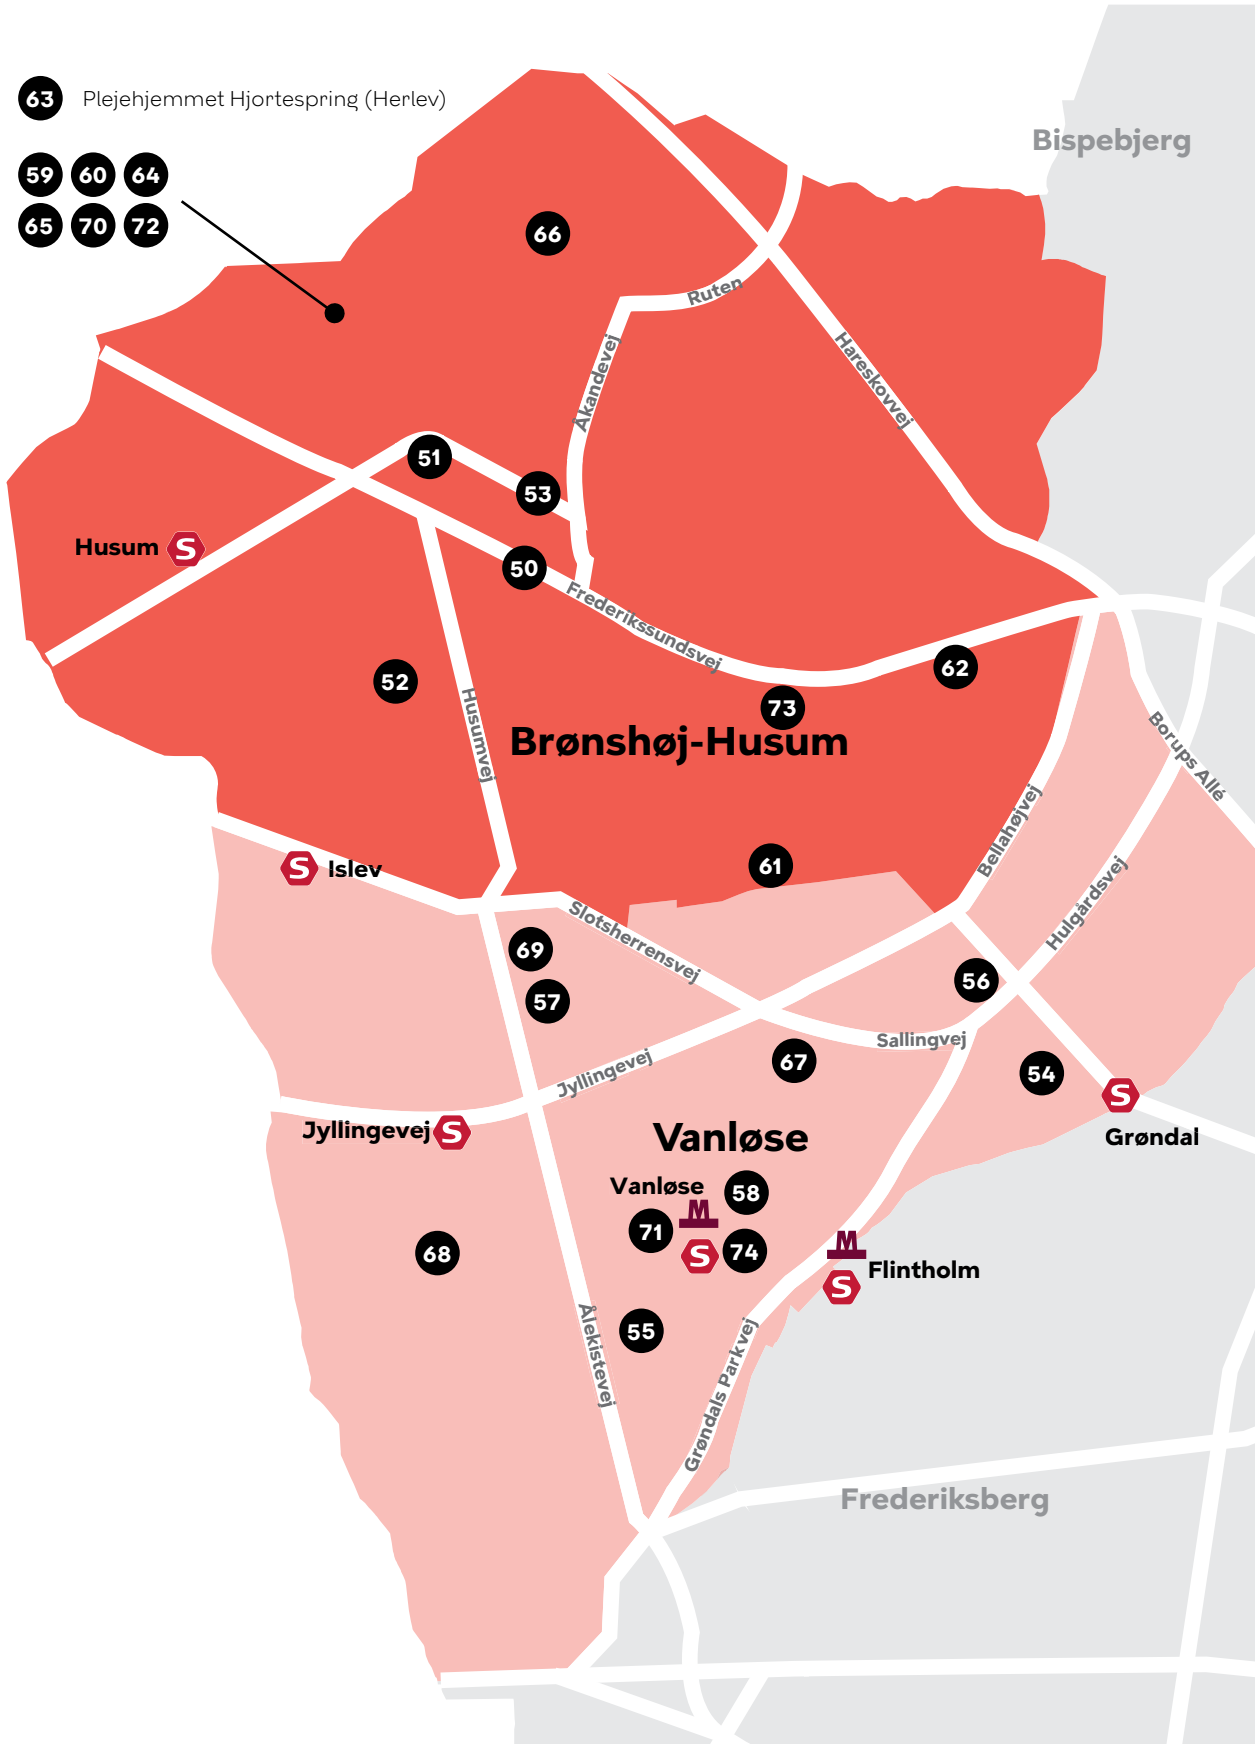 63 Plejehjemmet Hjortespring (Herlev)
Bispebjerg
59 60 64
65 70 72
66
Ruten
Åkandevej
Hareskovvej
51
53
Husum S
50
Frederikssundsvej
62
52
73
Husumvej
Brønshøj-Husum
Borups Allé
Bellahøjvej
61
S Islev
Hulgårdsvej
Slotsherrensvej
69
56
57
Sallingvej
67
54
Jyllingevej
S
Jyllingevej S
Vanløse
Grøndal
Vanløse
58
M
71
M
74
S
68
Flintholm
S
55
Ålekistevej
Grøndals Parkvej
Frederiksberg